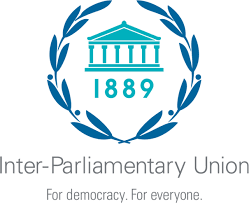 1889
Inter-Parliamentary Union
For democracy. For everyone.